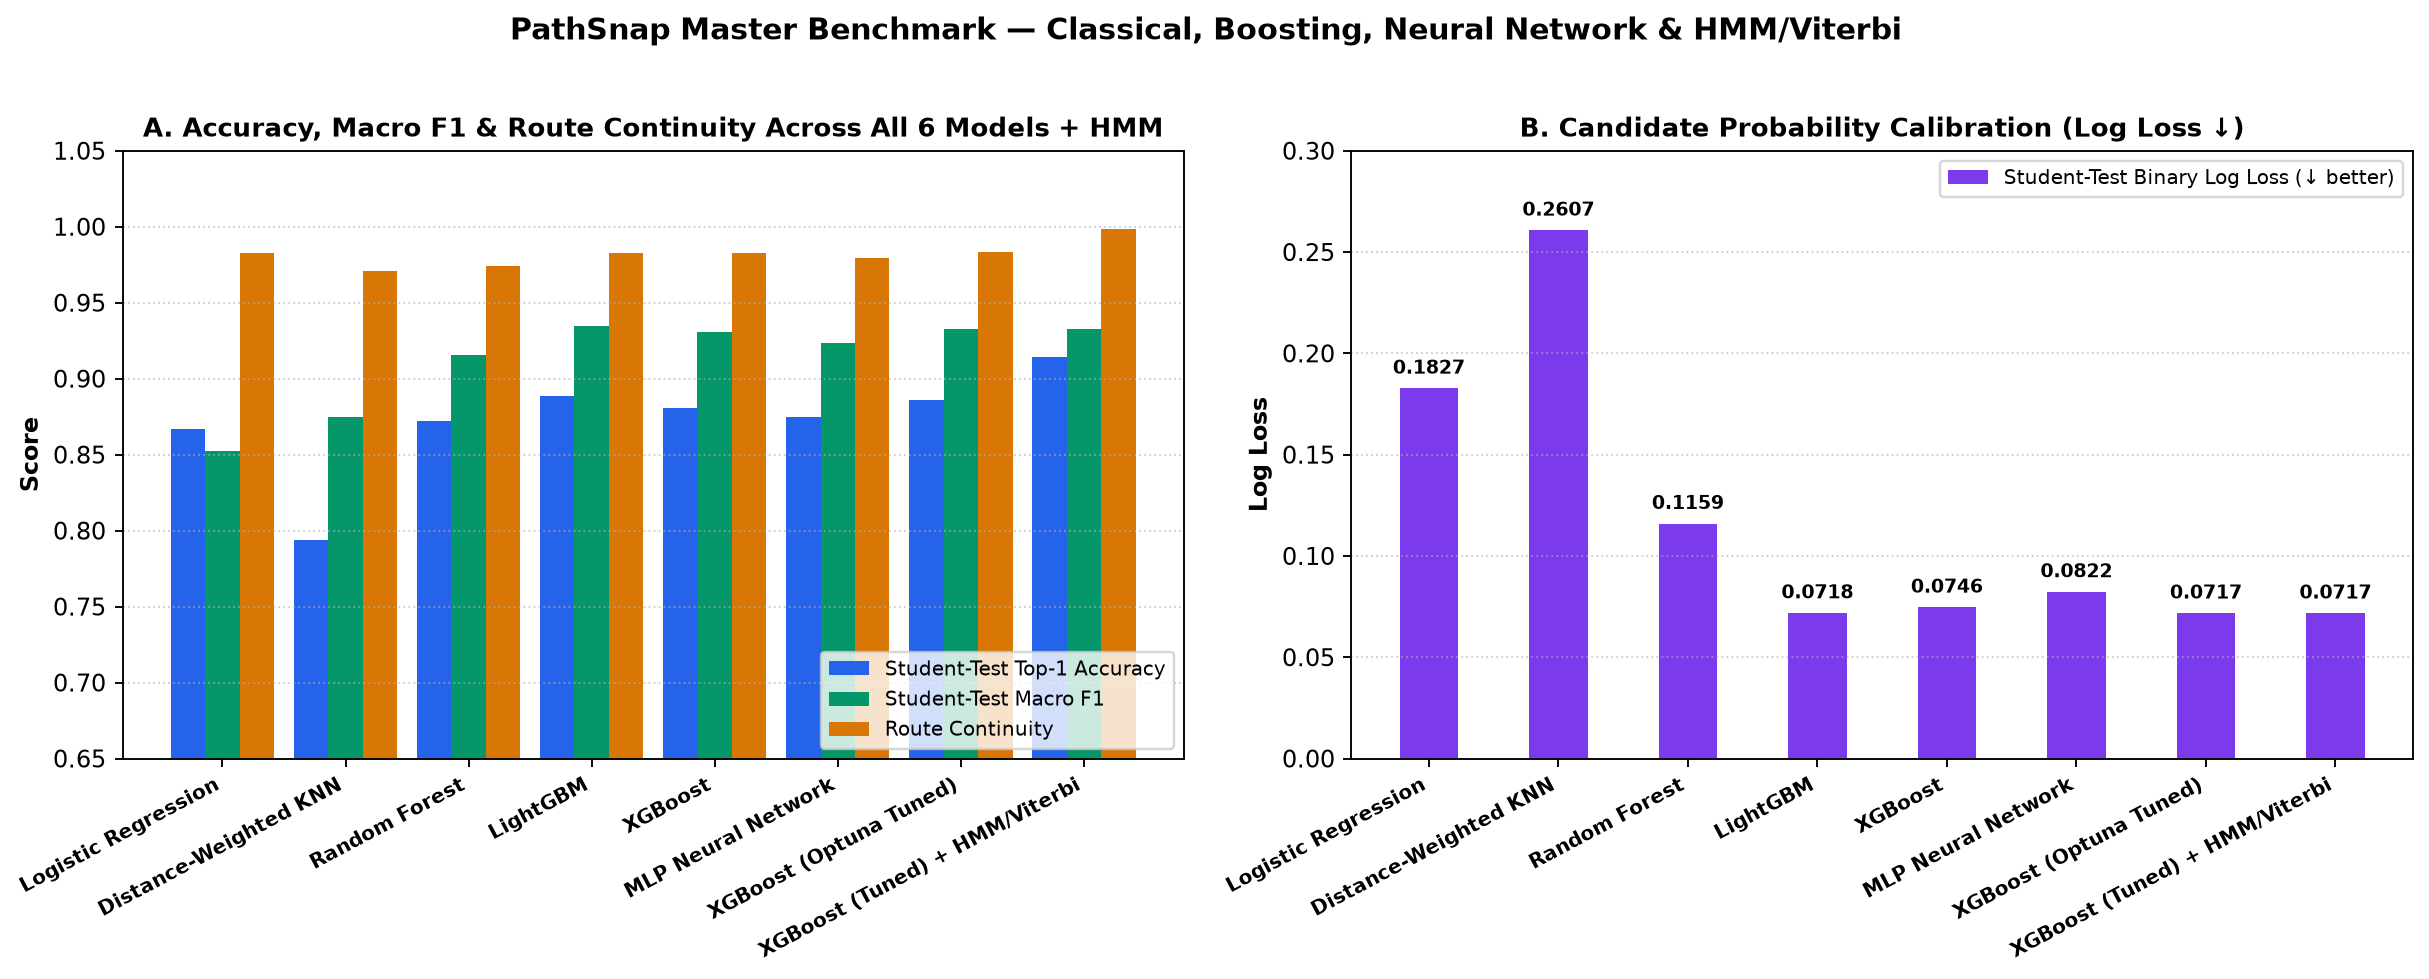 PathSnap Master Benchmark — Classical, Boosting, Neural Network & HMM/Viterbi
A. Accuracy, Macro F1 & Route Continuity Across All 6 Models + HMM
Score
1.05
1.00
0.95
0.90
0.85
0.80
0.75
0.70
0.65
Student-Test Top-1 Accuracy
Student-Test Macro F1
Route Continuity
Logistic Regression
Distance-Weighted KNN
Random Forest
LightGBM
XGBoost
MLP Neural Network
XGBoost (Optuna Tuned)
XGBoost (Tuned) + HMM/Viterbi
B. Candidate Probability Calibration (Log Loss ↓)
Log Loss
0.30
0.25
0.20
0.15
0.10
0.05
0.00
Student-Test Binary Log Loss (↓ better)
0.1827
0.2607
0.1159
0.0718
0.0746
0.0822
0.0717
0.0717
Logistic Regression
Distance-Weighted KNN
Random Forest
LightGBM
XGBoost
MLP Neural Network
XGBoost (Optuna Tuned)
XGBoost (Tuned) + HMM/Viterbi